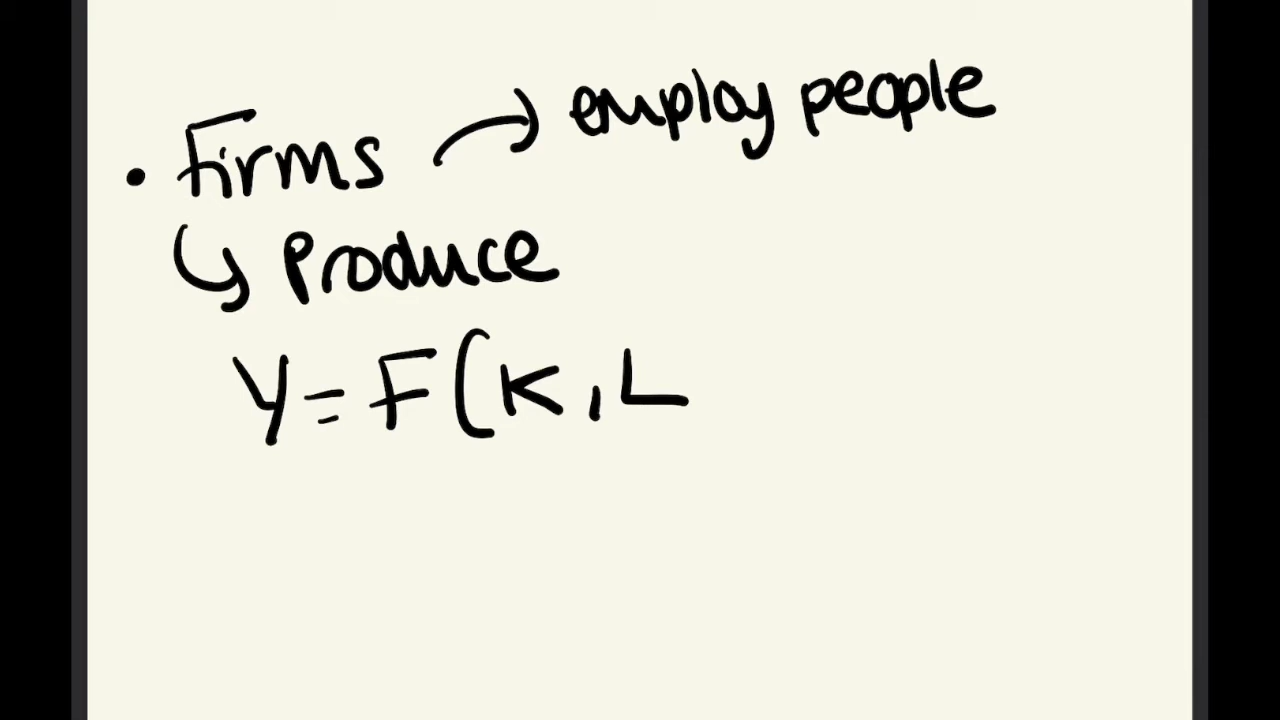 • Firms → employ people
↳ Produce
Y = F(K, L